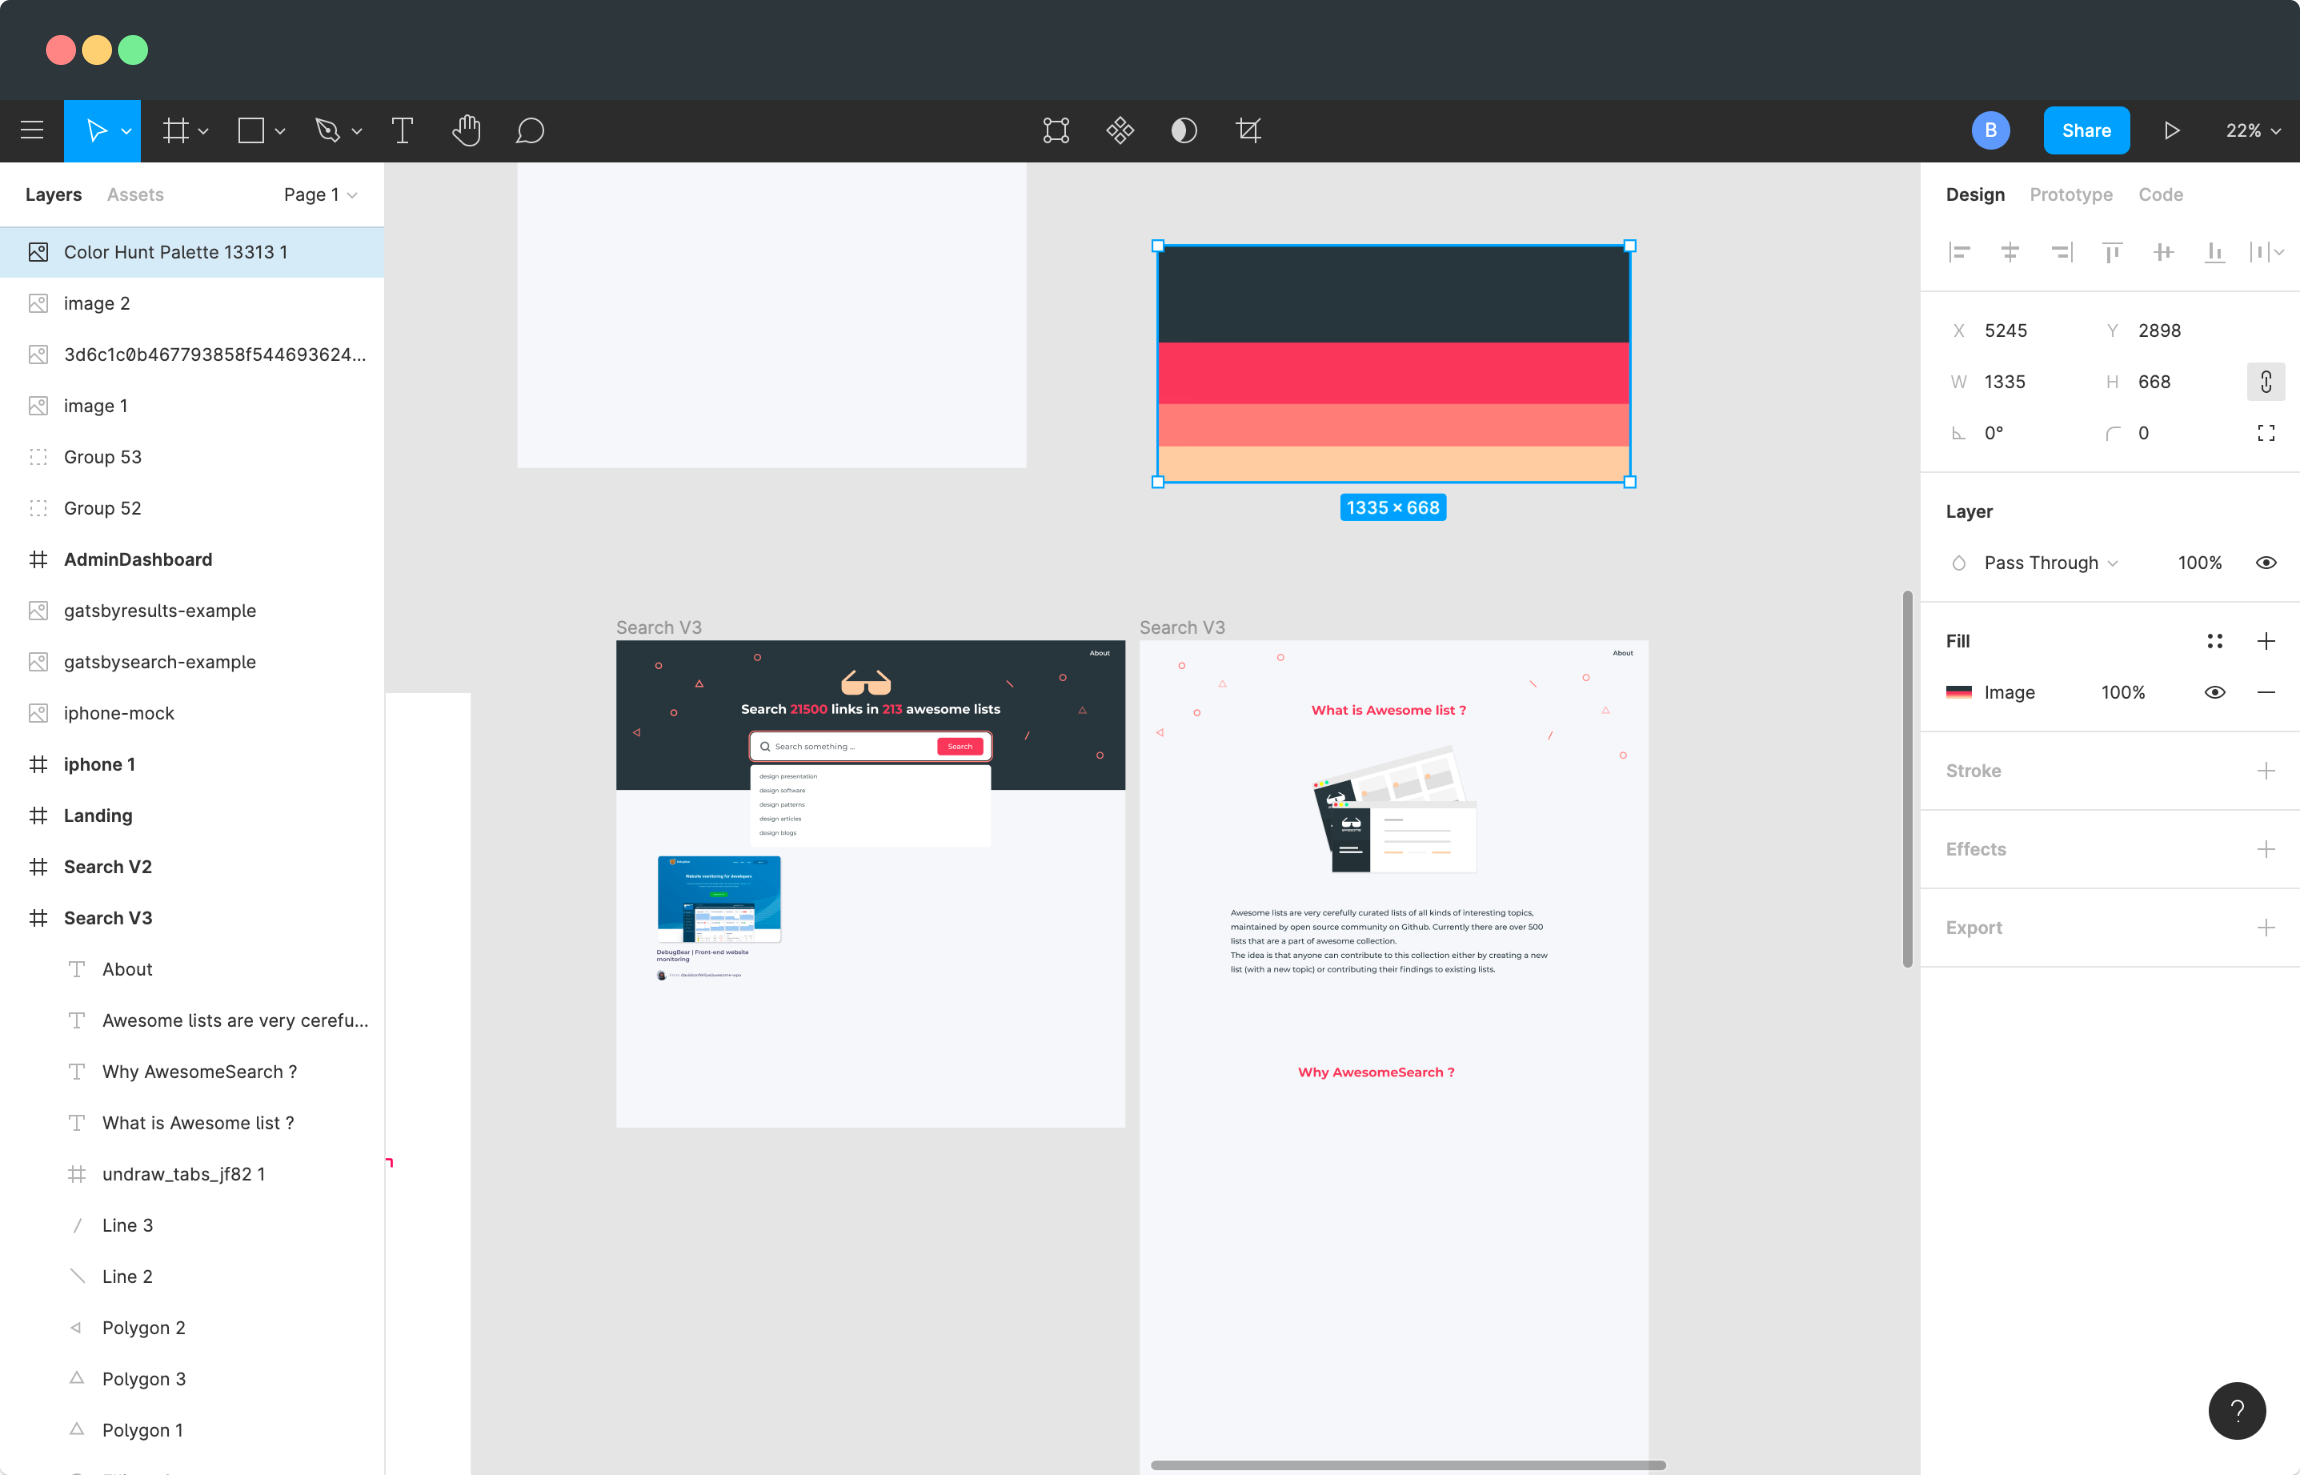 B
Share
22%
Layers
Assets
Page 1
Color Hunt Palette 13313 1
image 2
3d6c1c0b467793858f544693624...
image 1
Group 53
Group 52
AdminDashboard
gatsbyresults-example
gatsbysearch-example
iphone-mock
iphone 1
Landing
Search V2
Search V3
About
Awesome lists are very cerefu...
Why AwesomeSearch ?
What is Awesome list ?
undraw_tabs_jf82 1
Line 3
Line 2
Polygon 2
Polygon 3
Polygon 1
1335 × 668
Search V3
About
Search 21500 links in 213 awesome lists
Search something ...
Search
design presentation
design software
design patterns
design articles
design blogs
Website monitoring for developers
DebugBear | Front-end website
monitoring
Search V3
About
What is Awesome list ?
Awesome lists are very cerefully curated lists of all kinds of interesting topics,
maintained by open source community on Github. Currently there are over 500
lists that are a part of awesome collection.
The idea is that anyone can contribute to this collection either by creating a new
list (with a new topic) or contributing their findings to existing lists.
Why AwesomeSearch ?
Design
Prototype
Code
X 5245
Y 2898
W 1335
H 668
0°
0
Layer
Pass Through
100%
Fill
Image
100%
Stroke
Effects
Export
?